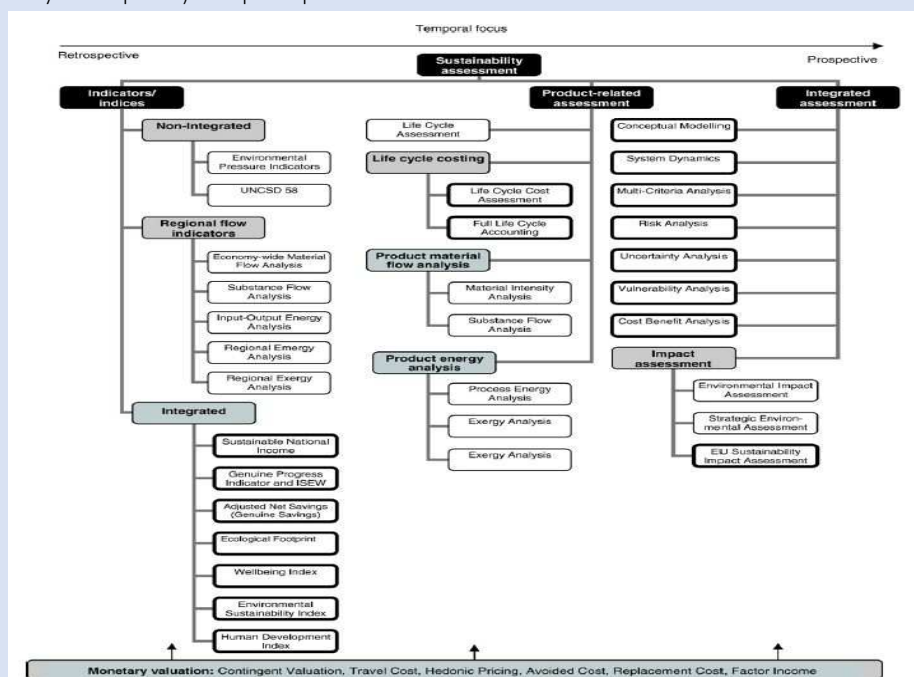 Temporal focus
Retrospective
Prospective
Sustainability
assessment
Indicators/
indices
Product-related
assessment
Integrated
assessment
Non-Integrated
Environmental
Pressure Indicators
UNCSD 58
Regional flow
indicators
Economy-wide Material
Flow Analysis
Substance Flow
Analysis
Input-Output Energy
Analysis
Regional Emergy
Analysis
Regional Exergy
Analysis
Integrated
Sustainable National
Income
Genuine Progress
Indicator and ISEW
Adjusted Net Savings
(Genuine Savings)
Ecological Footprint
Wellbeing Index
Environmental
Sustainability Index
Human Development
Index
Life Cycle
Assessment
Life cycle costing
Life Cycle Cost
Assessment
Full Life Cycle
Accounting
Product material
flow analysis
Material Intensity
Analysis
Substance Flow
Analysis
Product energy
analysis
Process Energy
Analysis
Exergy Analysis
Exergy Analysis
Conceptual Modelling
System Dynamics
Multi-Criteria Analysis
Risk Analysis
Uncertainty Analysis
Vulnerability Analysis
Cost Benefit Analysis
Impact
assessment
Environmental Impact
Assessment
Strategic Environ-
mental Assessment
EU Sustainability
Impact Assessment
Monetary valuation: Contingent Valuation, Travel Cost, Hedonic Pricing, Avoided Cost, Replacement Cost, Factor Income